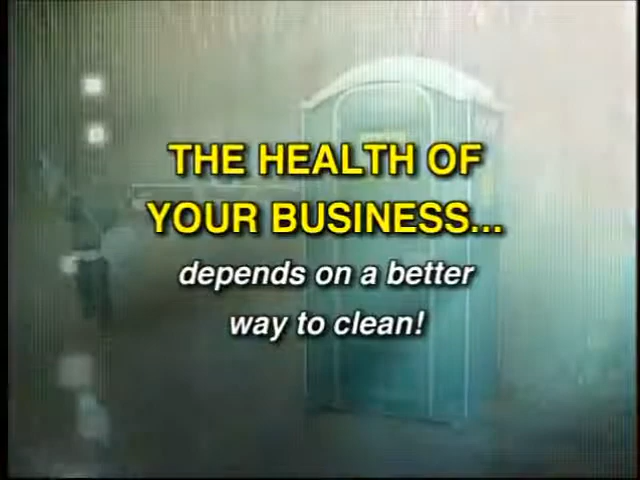 THE HEALTH OF
YOUR BUSINESS...
depends on a better
way to clean!